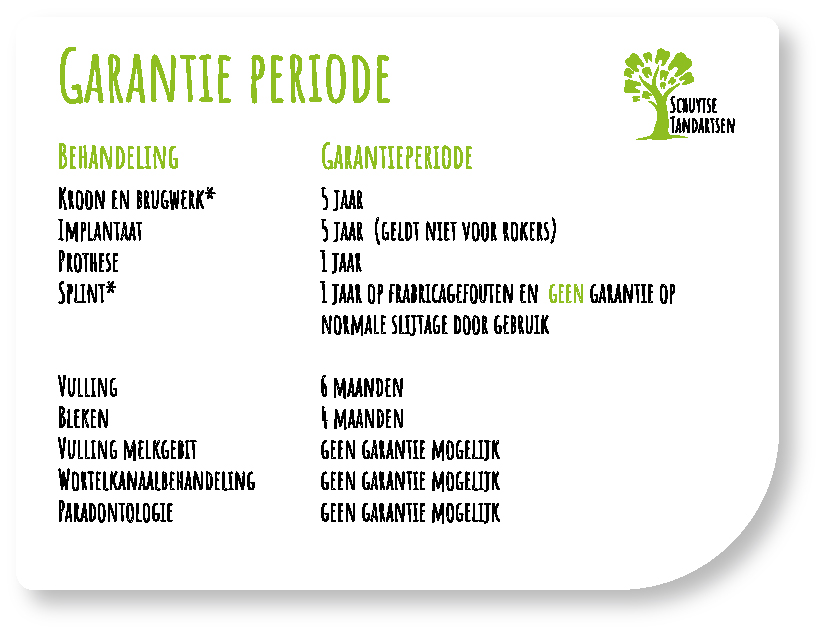 Garantie periode
Schuytse
Tandartsen
Behandeling Garantieperiode
Kroon en brugwerk* 5 jaar
Implantaat 5 jaar (geldt niet voor rokers)
Prothese 1 jaar
Splint* 1 jaar op frabricagefouten en geen garantie op
normale slijtage door gebruik
Vulling 6 maanden
Bleken 4 maanden
Vulling melkgebit geen garantie mogelijk
Wortelkanaalbehandeling geen garantie mogelijk
Paradontologie geen garantie mogelijk